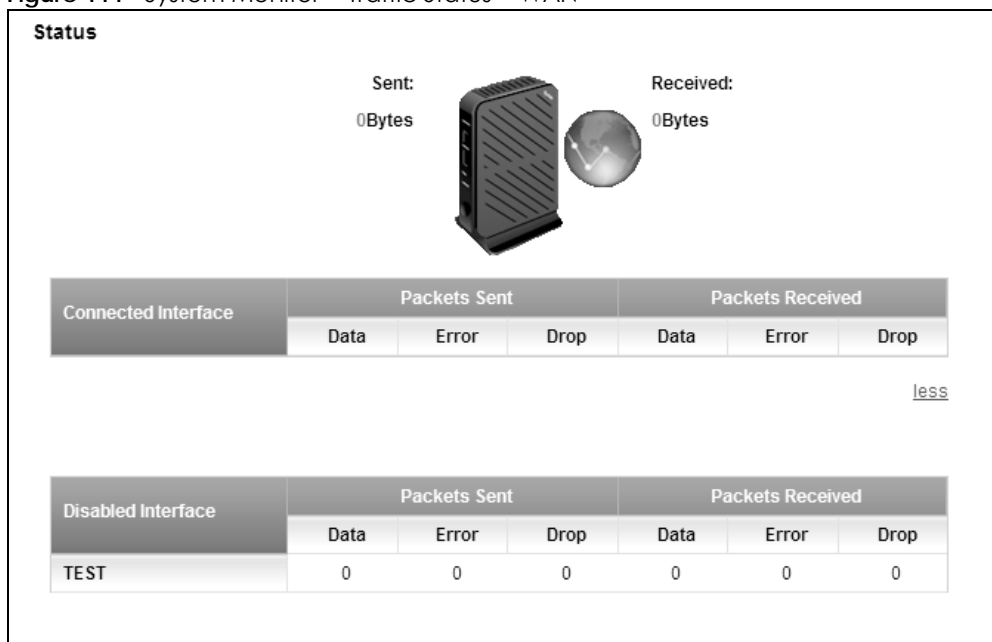 Status
Sent: Received:
0Bytes 0Bytes
Connected Interface Packets Sent Packets Received
Data Error Drop Data Error Drop
less
Disabled Interface Packets Sent Packets Received
Data Error Drop Data Error Drop
TEST 0 0 0 0 0 0